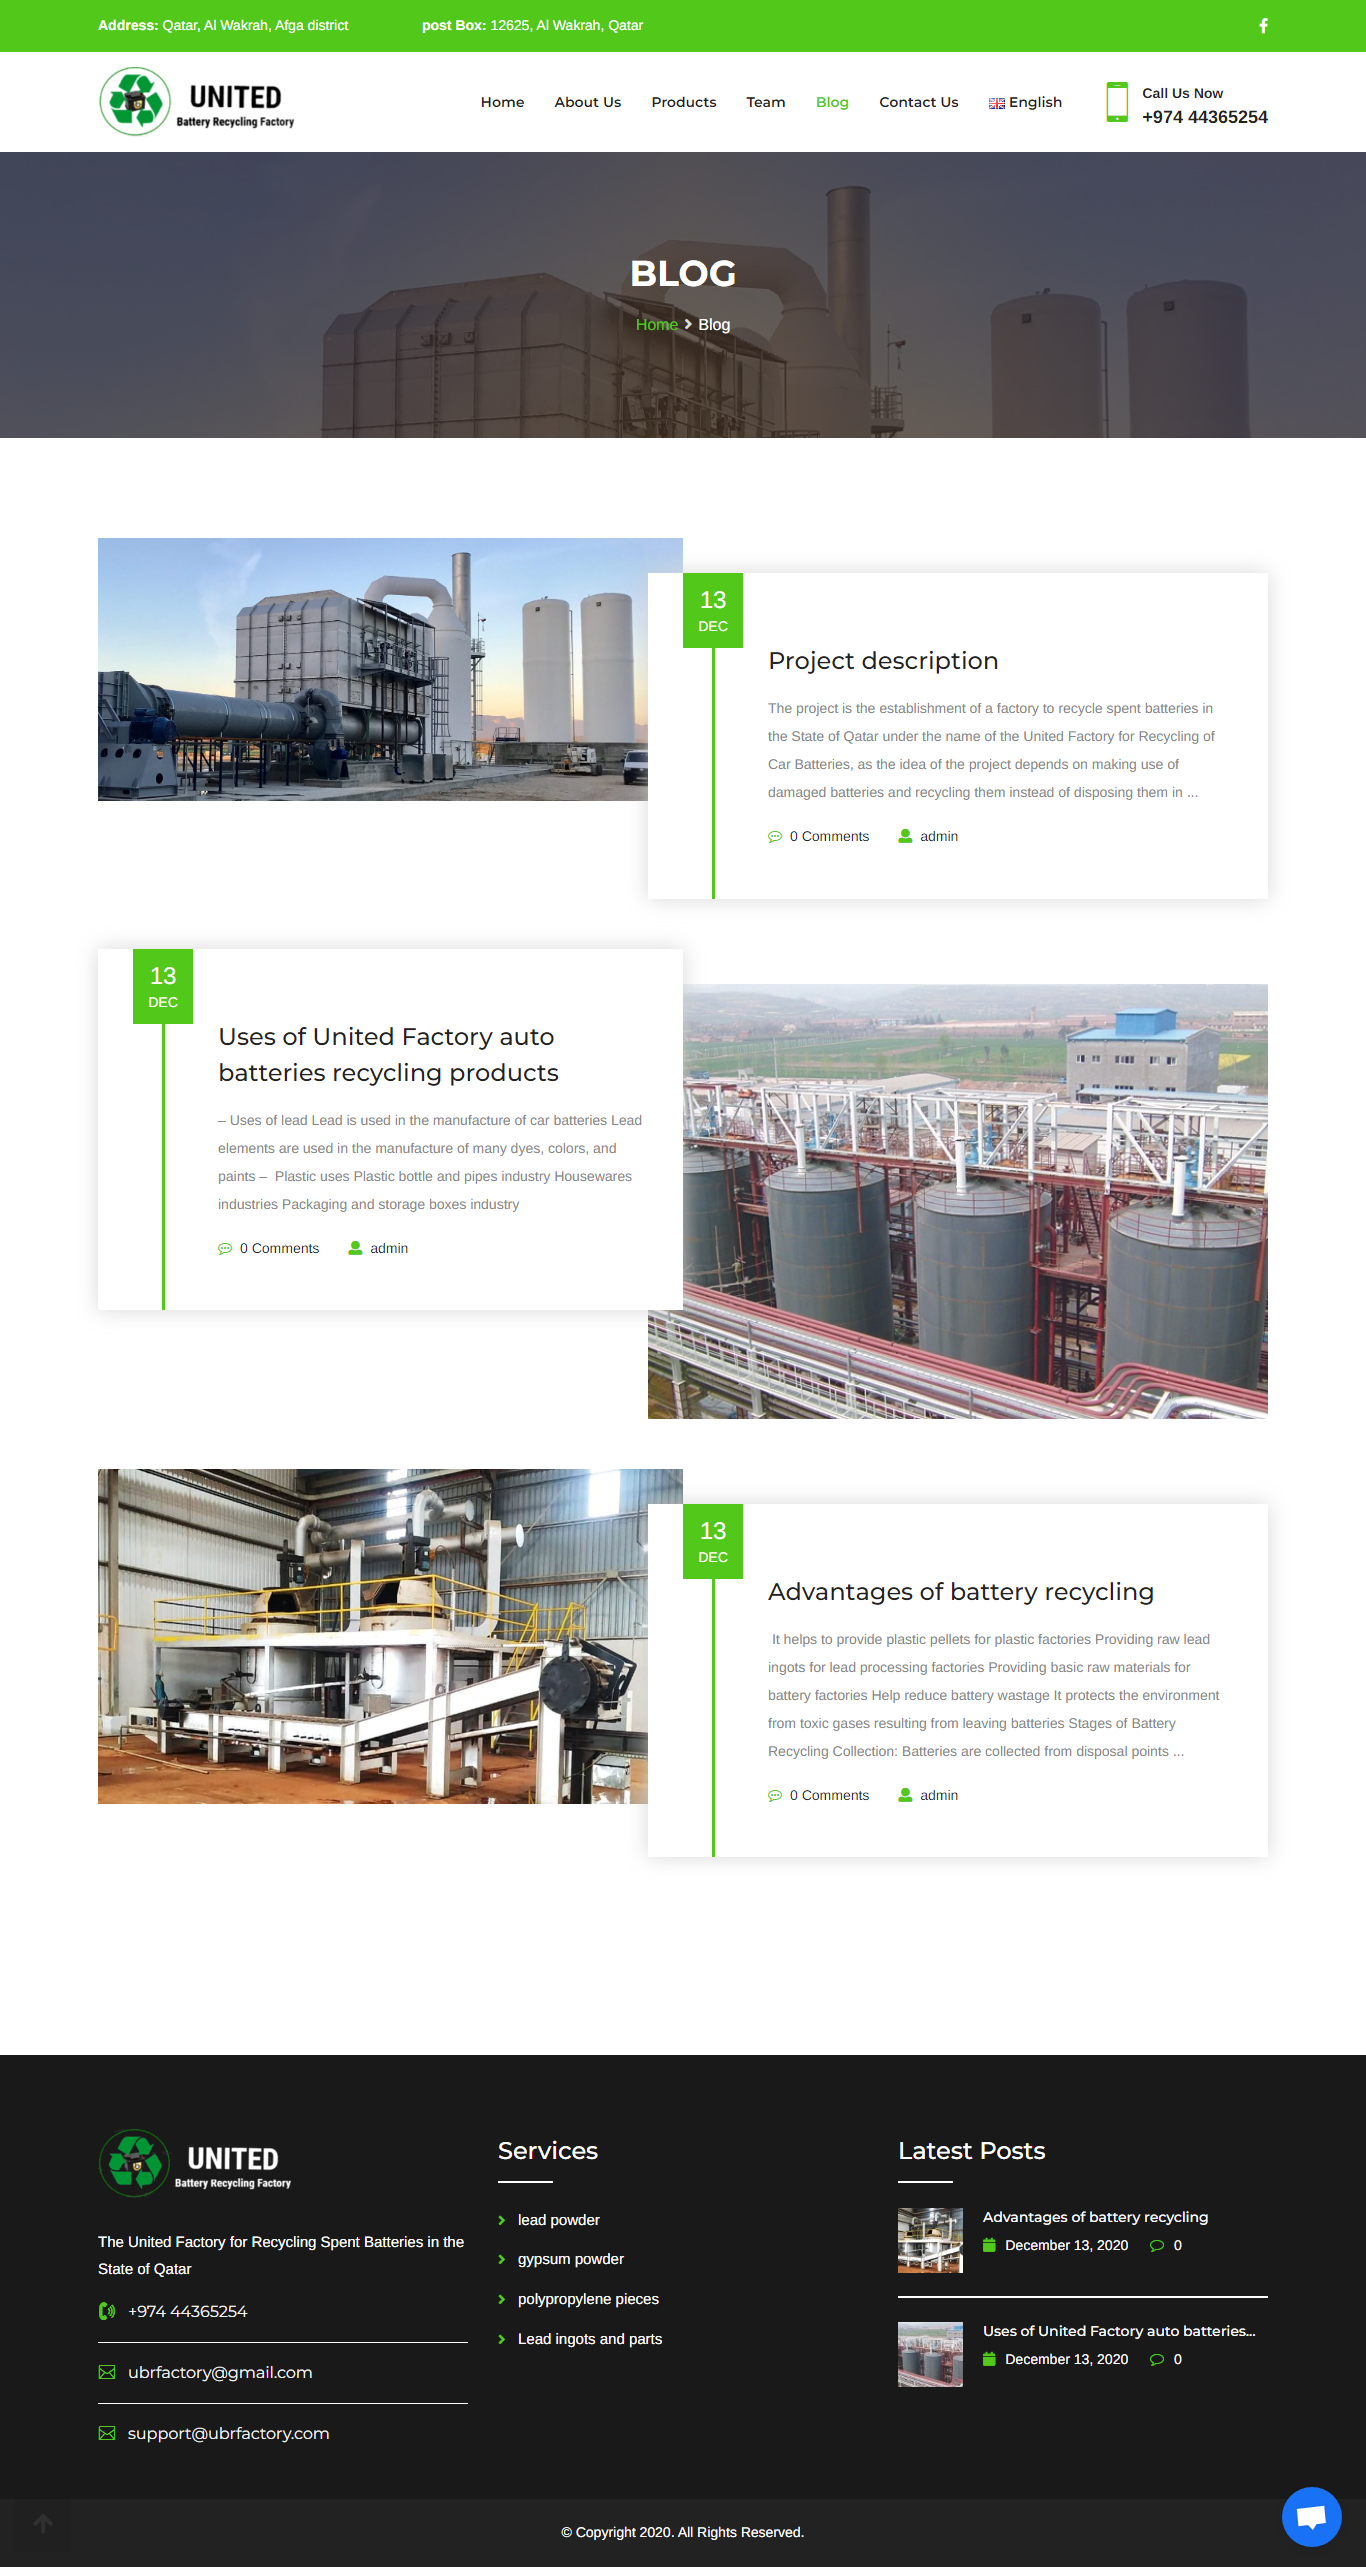 Address: Qatar, Al Wakrah, Afga district
post Box: 12625, Al Wakrah, Qatar
UNITED
Battery Recycling Factory
Home
About Us
Products
Team
Blog
Contact Us
English
Call Us Now
+974 44365254
BLOG
Home
Blog
13
DEC
Project description
The project is the establishment of a factory to recycle spent batteries in
the State of Qatar under the name of the United Factory for Recycling of
Car Batteries, as the idea of the project depends on making use of
damaged batteries and recycling them instead of disposing them in ...
0 Comments
admin
13
DEC
Uses of United Factory auto
batteries recycling products
– Uses of lead Lead is used in the manufacture of car batteries Lead
elements are used in the manufacture of many dyes, colors, and
paints –  Plastic uses Plastic bottle and pipes industry Housewares
industries Packaging and storage boxes industry
0 Comments
admin
13
DEC
Advantages of battery recycling
It helps to provide plastic pellets for plastic factories Providing raw lead
ingots for lead processing factories Providing basic raw materials for
battery factories Help reduce battery wastage It protects the environment
from toxic gases resulting from leaving batteries Stages of Battery
Recycling Collection: Batteries are collected from disposal points ...
0 Comments
admin
UNITED
Battery Recycling Factory
The United Factory for Recycling Spent Batteries in the
State of Qatar
+974 44365254
ubrfactory@gmail.com
support@ubrfactory.com
Services
lead powder
gypsum powder
polypropylene pieces
Lead ingots and parts
Latest Posts
Advantages of battery recycling
December 13, 2020
0
Uses of United Factory auto batteries...
December 13, 2020
0
© Copyright 2020. All Rights Reserved.